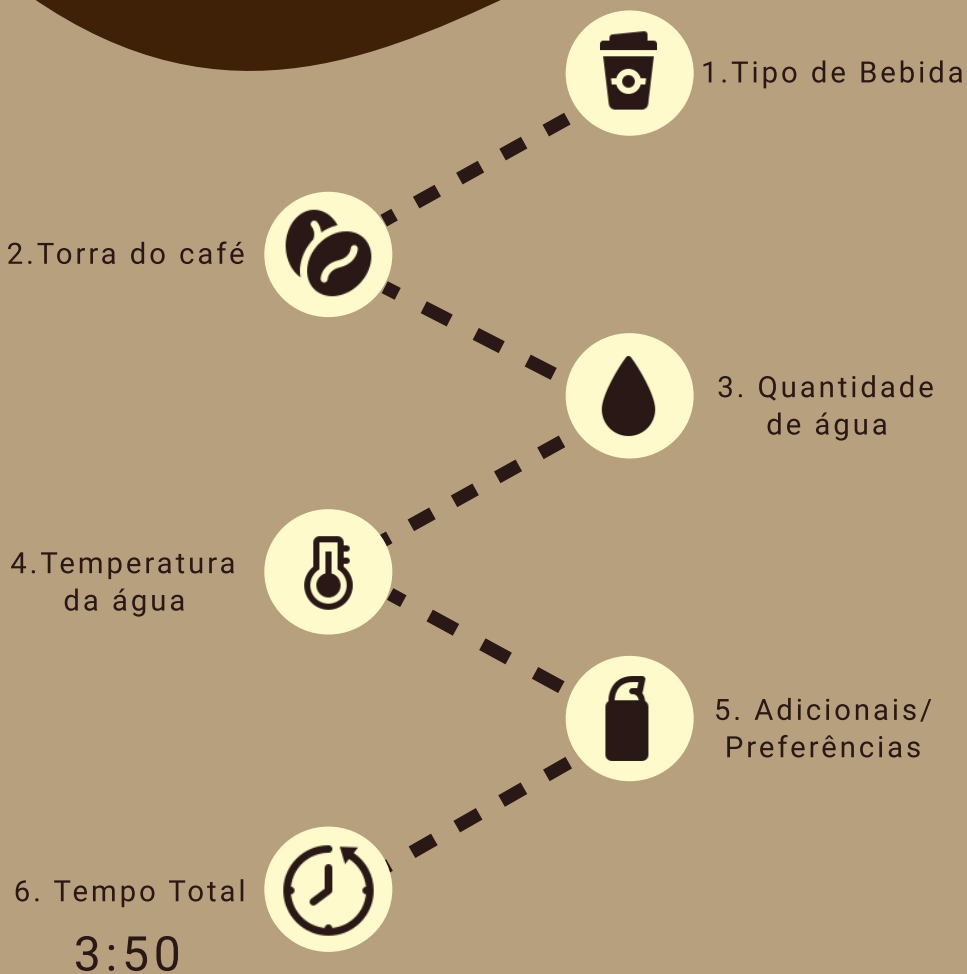 1.Tipo de Bebida
2.Torra do café
3. Quantidade
de água
4.Temperatura
da água
5. Adicionais/
Preferências
6. Tempo Total
3:50